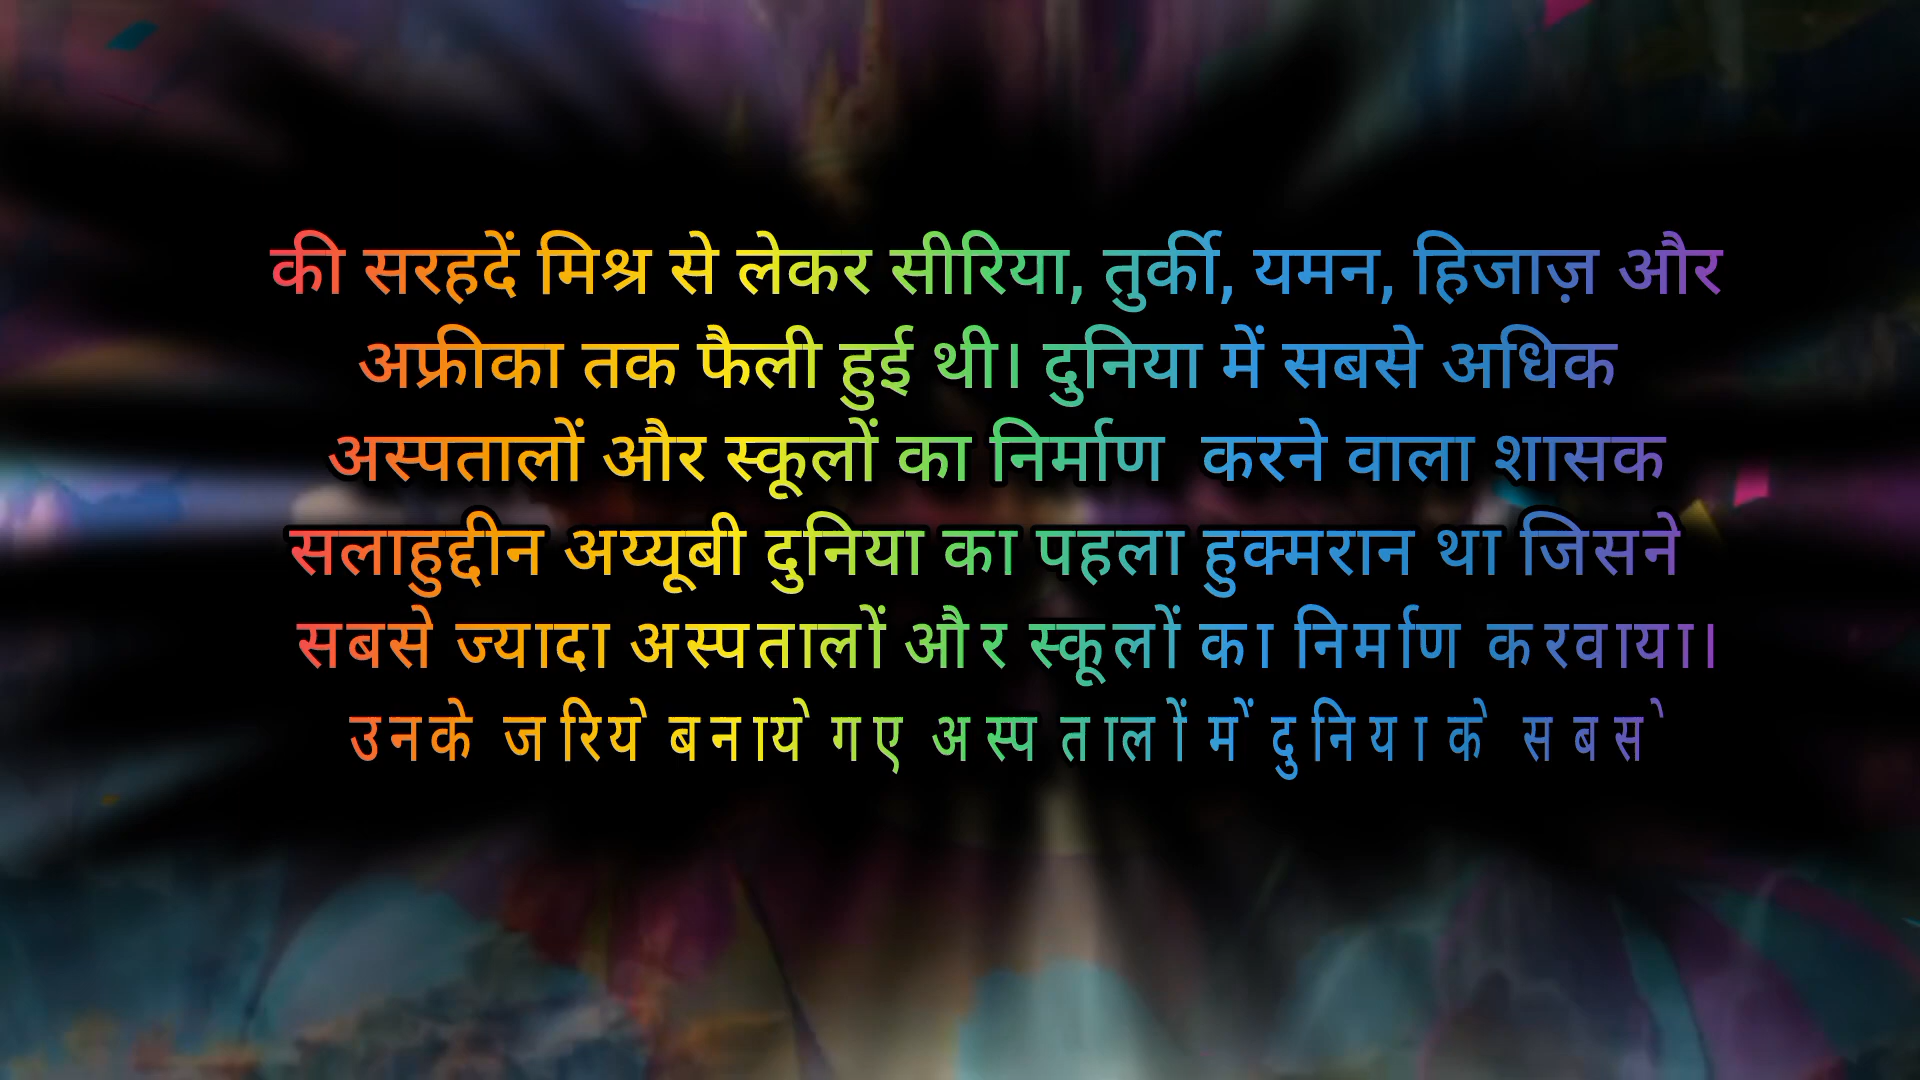 की सरहदें मिश्र से लेकर सीरिया, तुर्की, यमन, हिजाज़ और
अफ्रीका तक फैली हुई थी। दुनिया में सबसे अधिक
अस्पतालों और स्कूलों का निर्माण  करने वाला शासक
सलाहुद्दीन अय्यूबी दुनिया का पहला हुक्मरान था जिसने
सबसे ज्यादा अस्पतालों और स्कूलों का निर्माण करवाया।
उनके जरिये बनाये गए अस्पतालों में दुनिया के सबसे